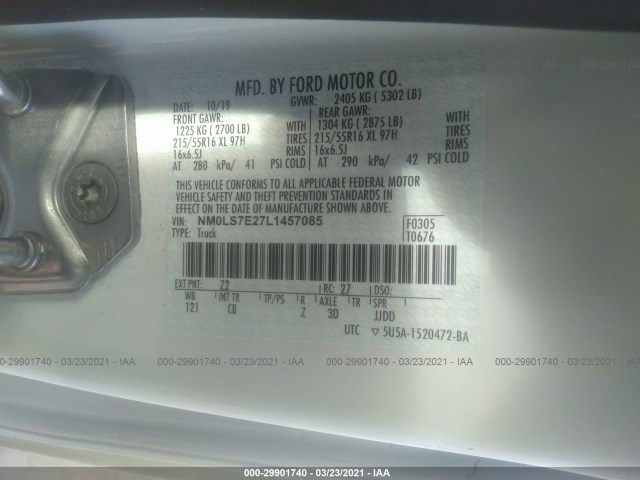 000-29901740 - 03/23/2021 - IAA
MFD. BY FORD MOTOR CO.
DATE: 10/19 GVWR: 2405 KG ( 5302 LB)
FRONT GAWR: REAR GAWR:
1225 KG ( 2700 LB) WITH 1304 KG ( 2875 LB) WITH
215/55R16 XL 97H TIRES 215/55R16 XL 97H TIRES
16x6.5J RIMS 16x6.5J RIMS
AT 280 kPa/ 41 PSI COLD AT 290 kPa/ 42 PSI COLD
THIS VEHICLE CONFORMS TO ALL APPLICABLE FEDERAL MOTOR
VEHICLE SAFETY AND THEFT PREVENTION STANDARDS IN EFFECT
ON THE DATE OF MANUFACTURE SHOWN ABOVE.
VIN: NM0LS7E27L1457085 F0305
TYPE: Truck T0676
EXT PNT: Z2 RC: 27 DSO:
WB INT TR TP/PS R AXLE TR SPR
121 CB Z 3D JJDD
UTC ▽ 5U5A-1520472-BA
000-29901740 - 03/23/2021 - IAA
000-29901740 - 03/23/2021 - IAA